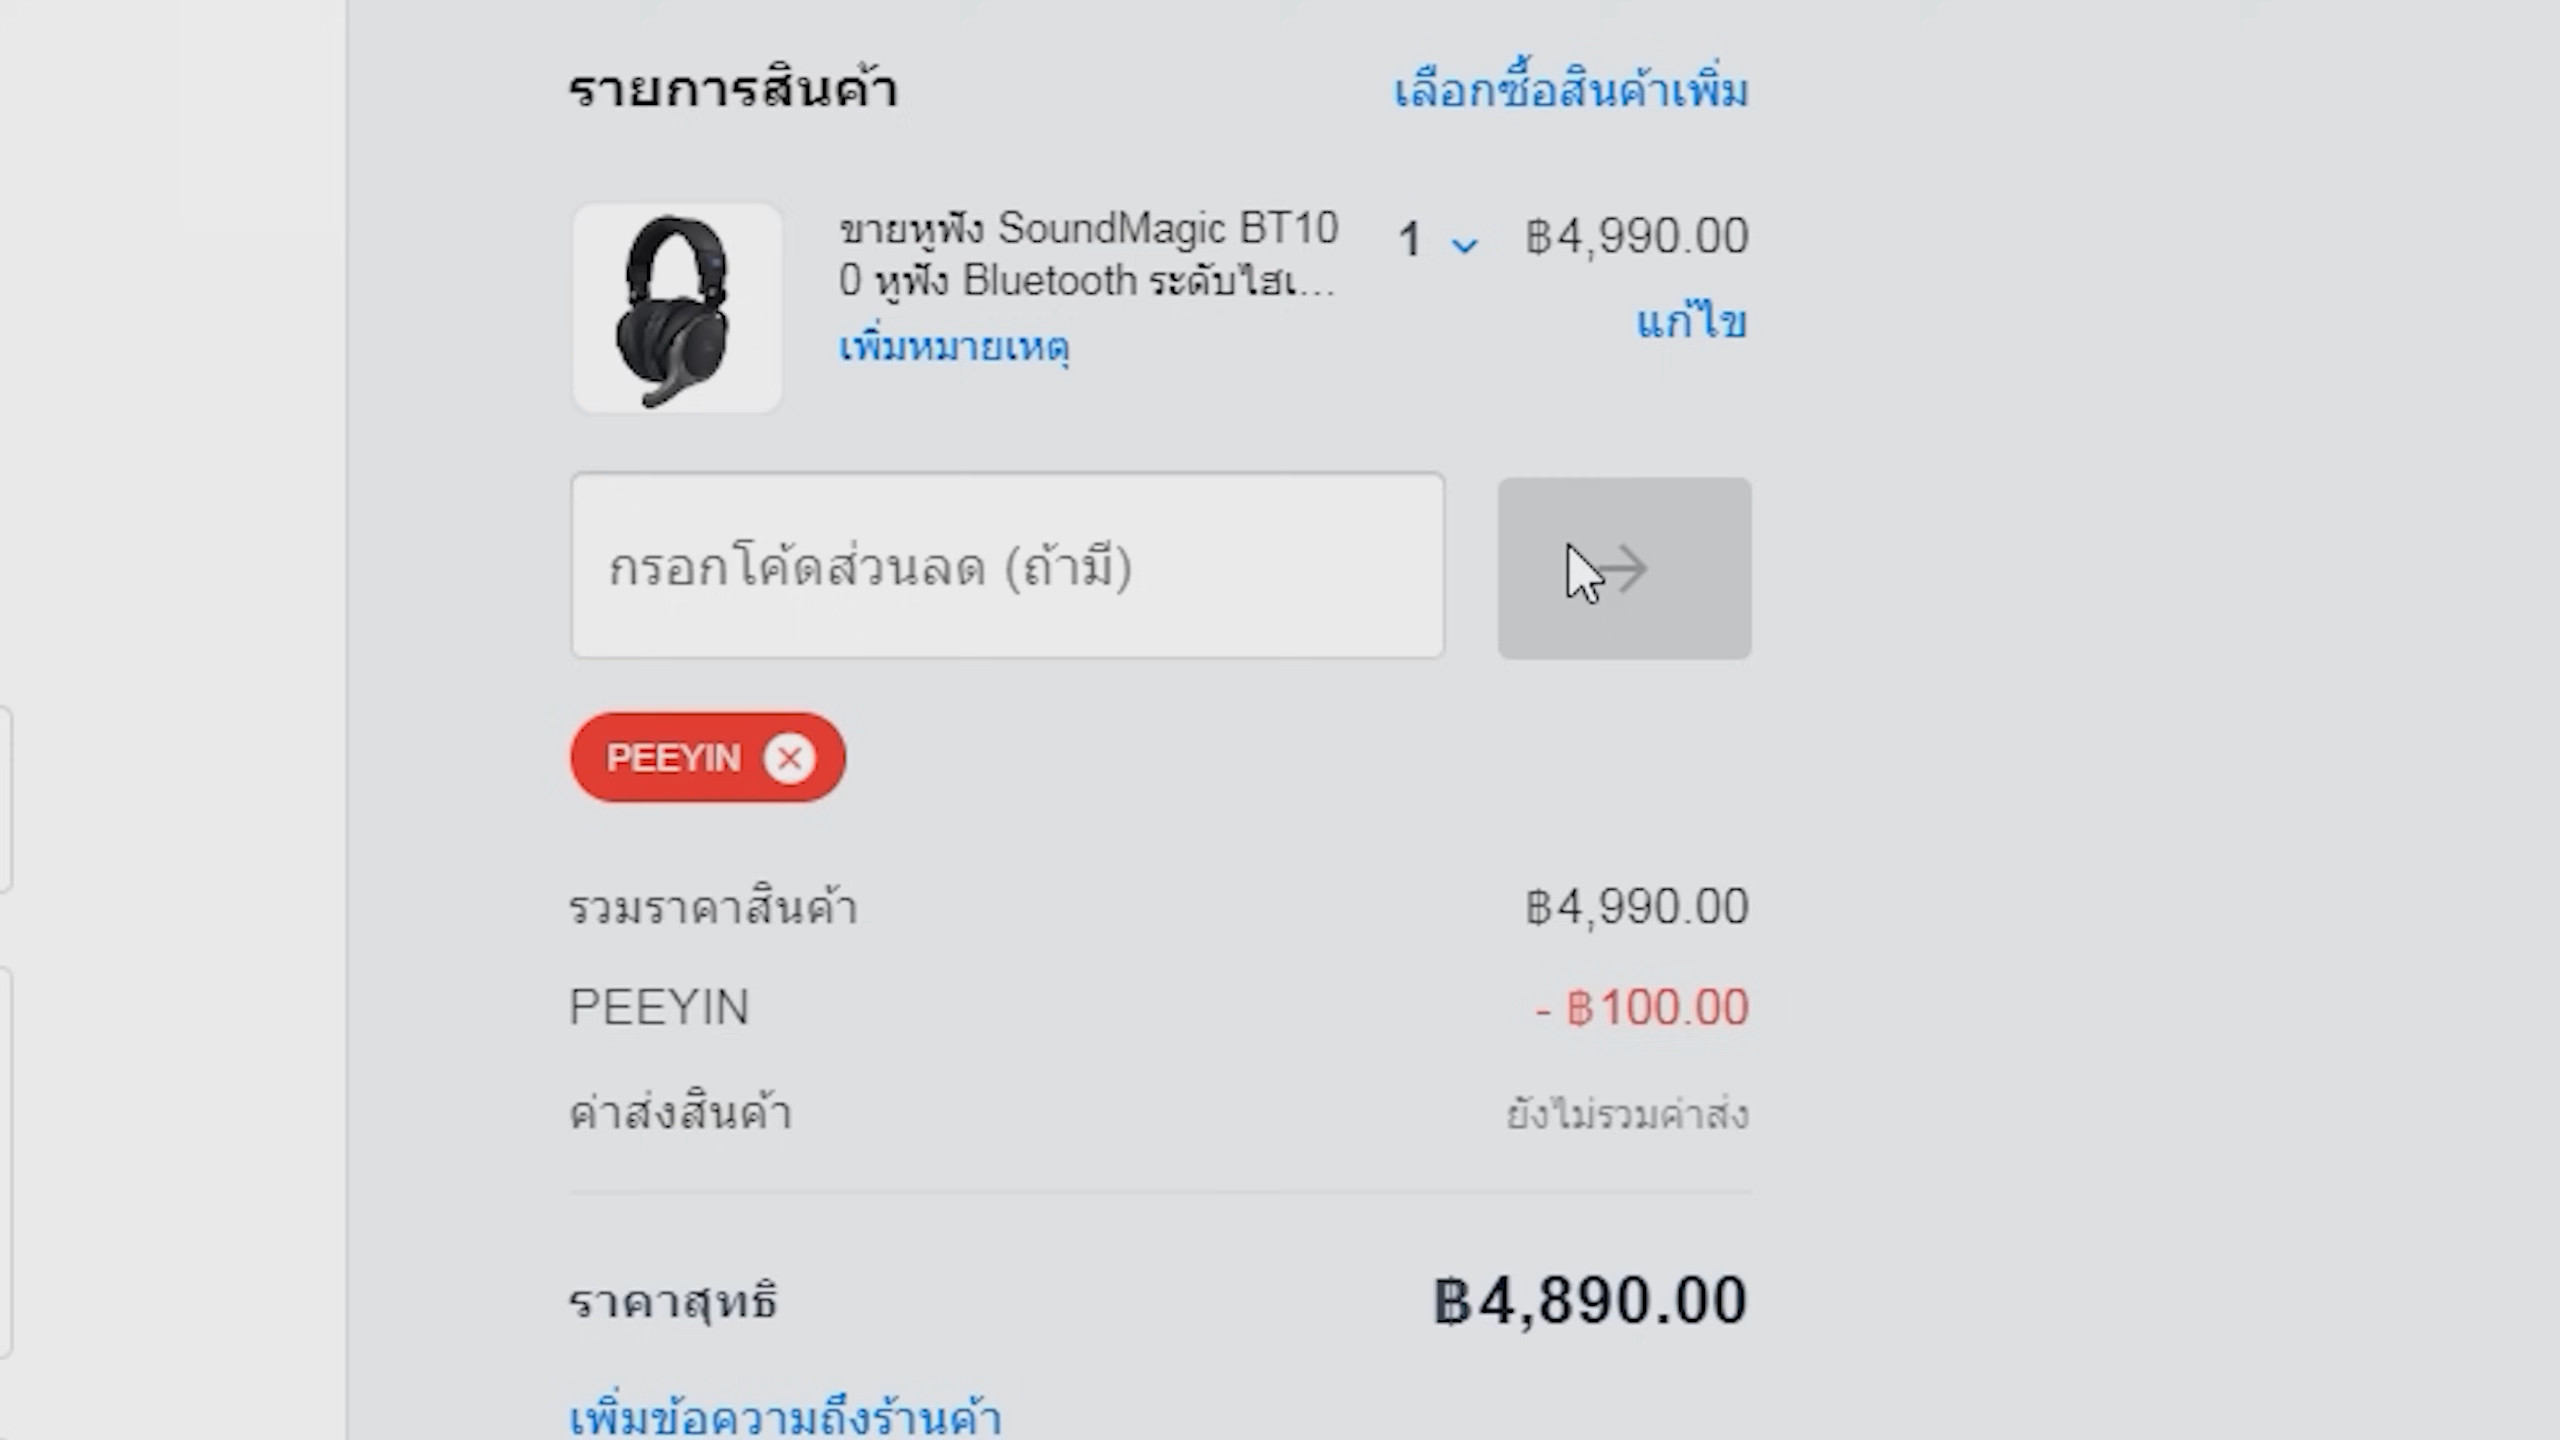 รายการสินค้า
เลือกซื้อสินค้าเพิ่ม
ขายหูฟัง SoundMagic BT10
0 หูฟัง Bluetooth ระดับไฮเ...
1
฿4,990.00
แก้ไข
เพิ่มหมายเหตุ
กรอกโค้ดส่วนลด (ถ้ามี)
PEEYIN
รวมราคาสินค้า
฿4,990.00
PEEYIN
- ฿100.00
ค่าส่งสินค้า
ยังไม่รวมค่าส่ง
ราคาสุทธิ
฿4,890.00
เพิ่มข้อความถึงร้านค้า